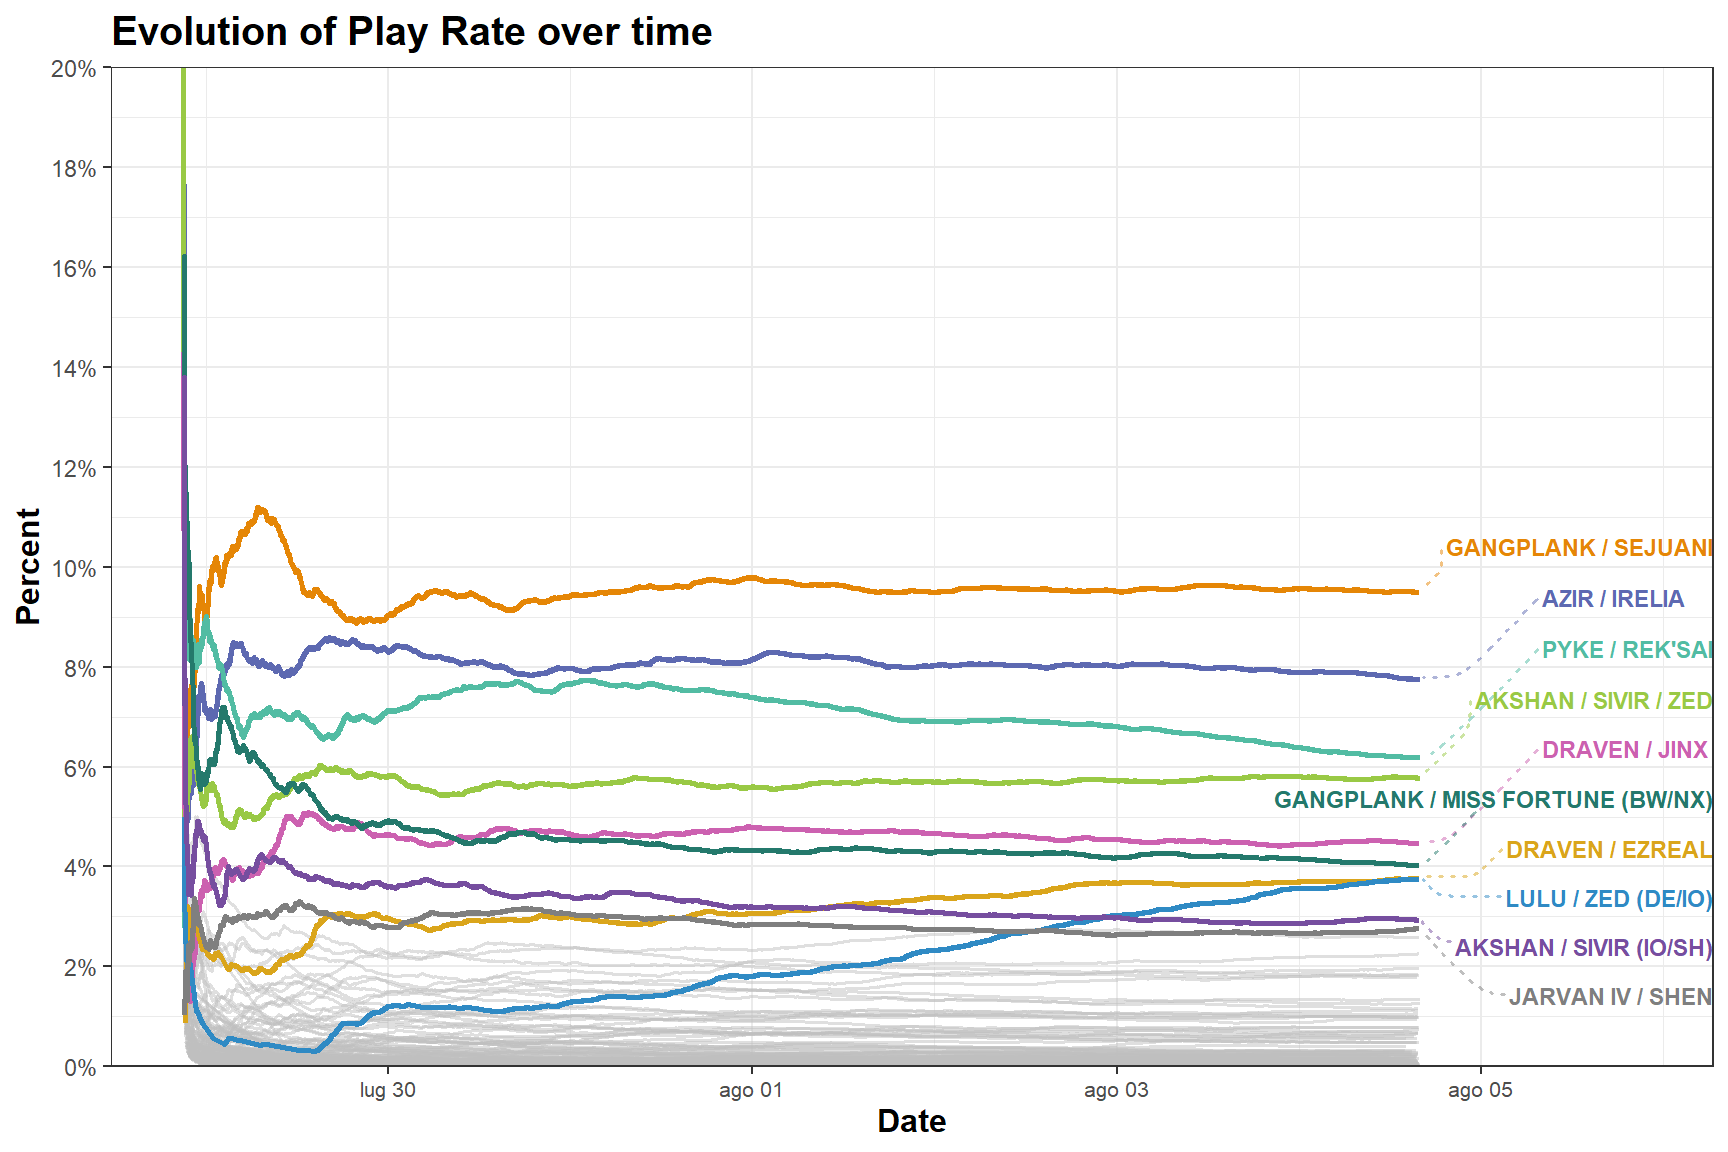 Evolution of Play Rate over time
20%
18%
16%
14%
12%
10%
8%
6%
4%
2%
0%
Percent
GANGPLANK / SEJUANI
AZIR / IRELIA
PYKE / REK'SAI
AKSHAN / SIVIR / ZED
DRAVEN / JINX
GANGPLANK / MISS FORTUNE (BW/NX)
DRAVEN / EZREAL
LULU / ZED (DE/IO)
AKSHAN / SIVIR (IO/SH)
JARVAN IV / SHEN
lug 30
ago 01
ago 03
ago 05
Date